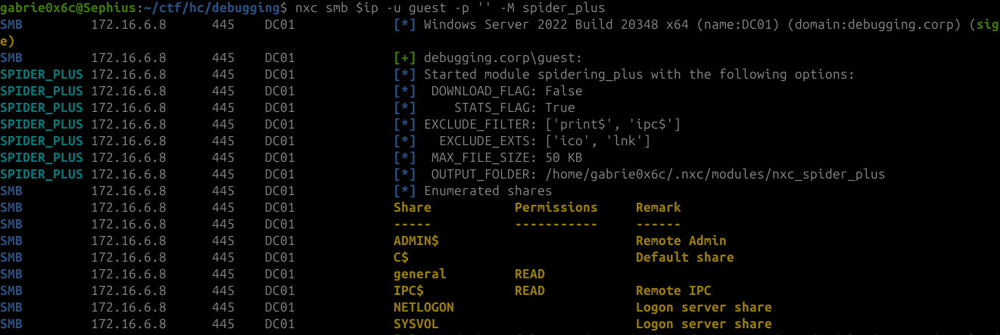 gabrie0x6c@Sephius:~/ctf/hc/debugging$ nxc smb $ip -u guest -p '' -M spider_plus
SMB 172.16.6.8 445 DC01 [*] Windows Server 2022 Build 20348 x64 (name:DC01) (domain:debugging.corp) (sig
e)
SMB 172.16.6.8 445 DC01 [+] debugging.corp\guest:
SPIDER_PLUS 172.16.6.8 445 DC01 [*] Started module spidering_plus with the following options:
SPIDER_PLUS 172.16.6.8 445 DC01 [*] DOWNLOAD_FLAG: False
SPIDER_PLUS 172.16.6.8 445 DC01 [*] STATS_FLAG: True
SPIDER_PLUS 172.16.6.8 445 DC01 [*] EXCLUDE_FILTER: ['print$', 'ipc$']
SPIDER_PLUS 172.16.6.8 445 DC01 [*] EXCLUDE_EXTS: ['ico', 'lnk']
SPIDER_PLUS 172.16.6.8 445 DC01 [*] MAX_FILE_SIZE: 50 KB
SPIDER_PLUS 172.16.6.8 445 DC01 [*] OUTPUT_FOLDER: /home/gabrie0x6c/.nxc/modules/nxc_spider_plus
SMB 172.16.6.8 445 DC01 [*] Enumerated shares
SMB 172.16.6.8 445 DC01 Share Permissions Remark
SMB 172.16.6.8 445 DC01 ----- ----------- ------
SMB 172.16.6.8 445 DC01 ADMIN$ Remote Admin
SMB 172.16.6.8 445 DC01 C$ Default share
SMB 172.16.6.8 445 DC01 general READ
SMB 172.16.6.8 445 DC01 IPC$ READ Remote IPC
SMB 172.16.6.8 445 DC01 NETLOGON Logon server share
SMB 172.16.6.8 445 DC01 SYSVOL Logon server share